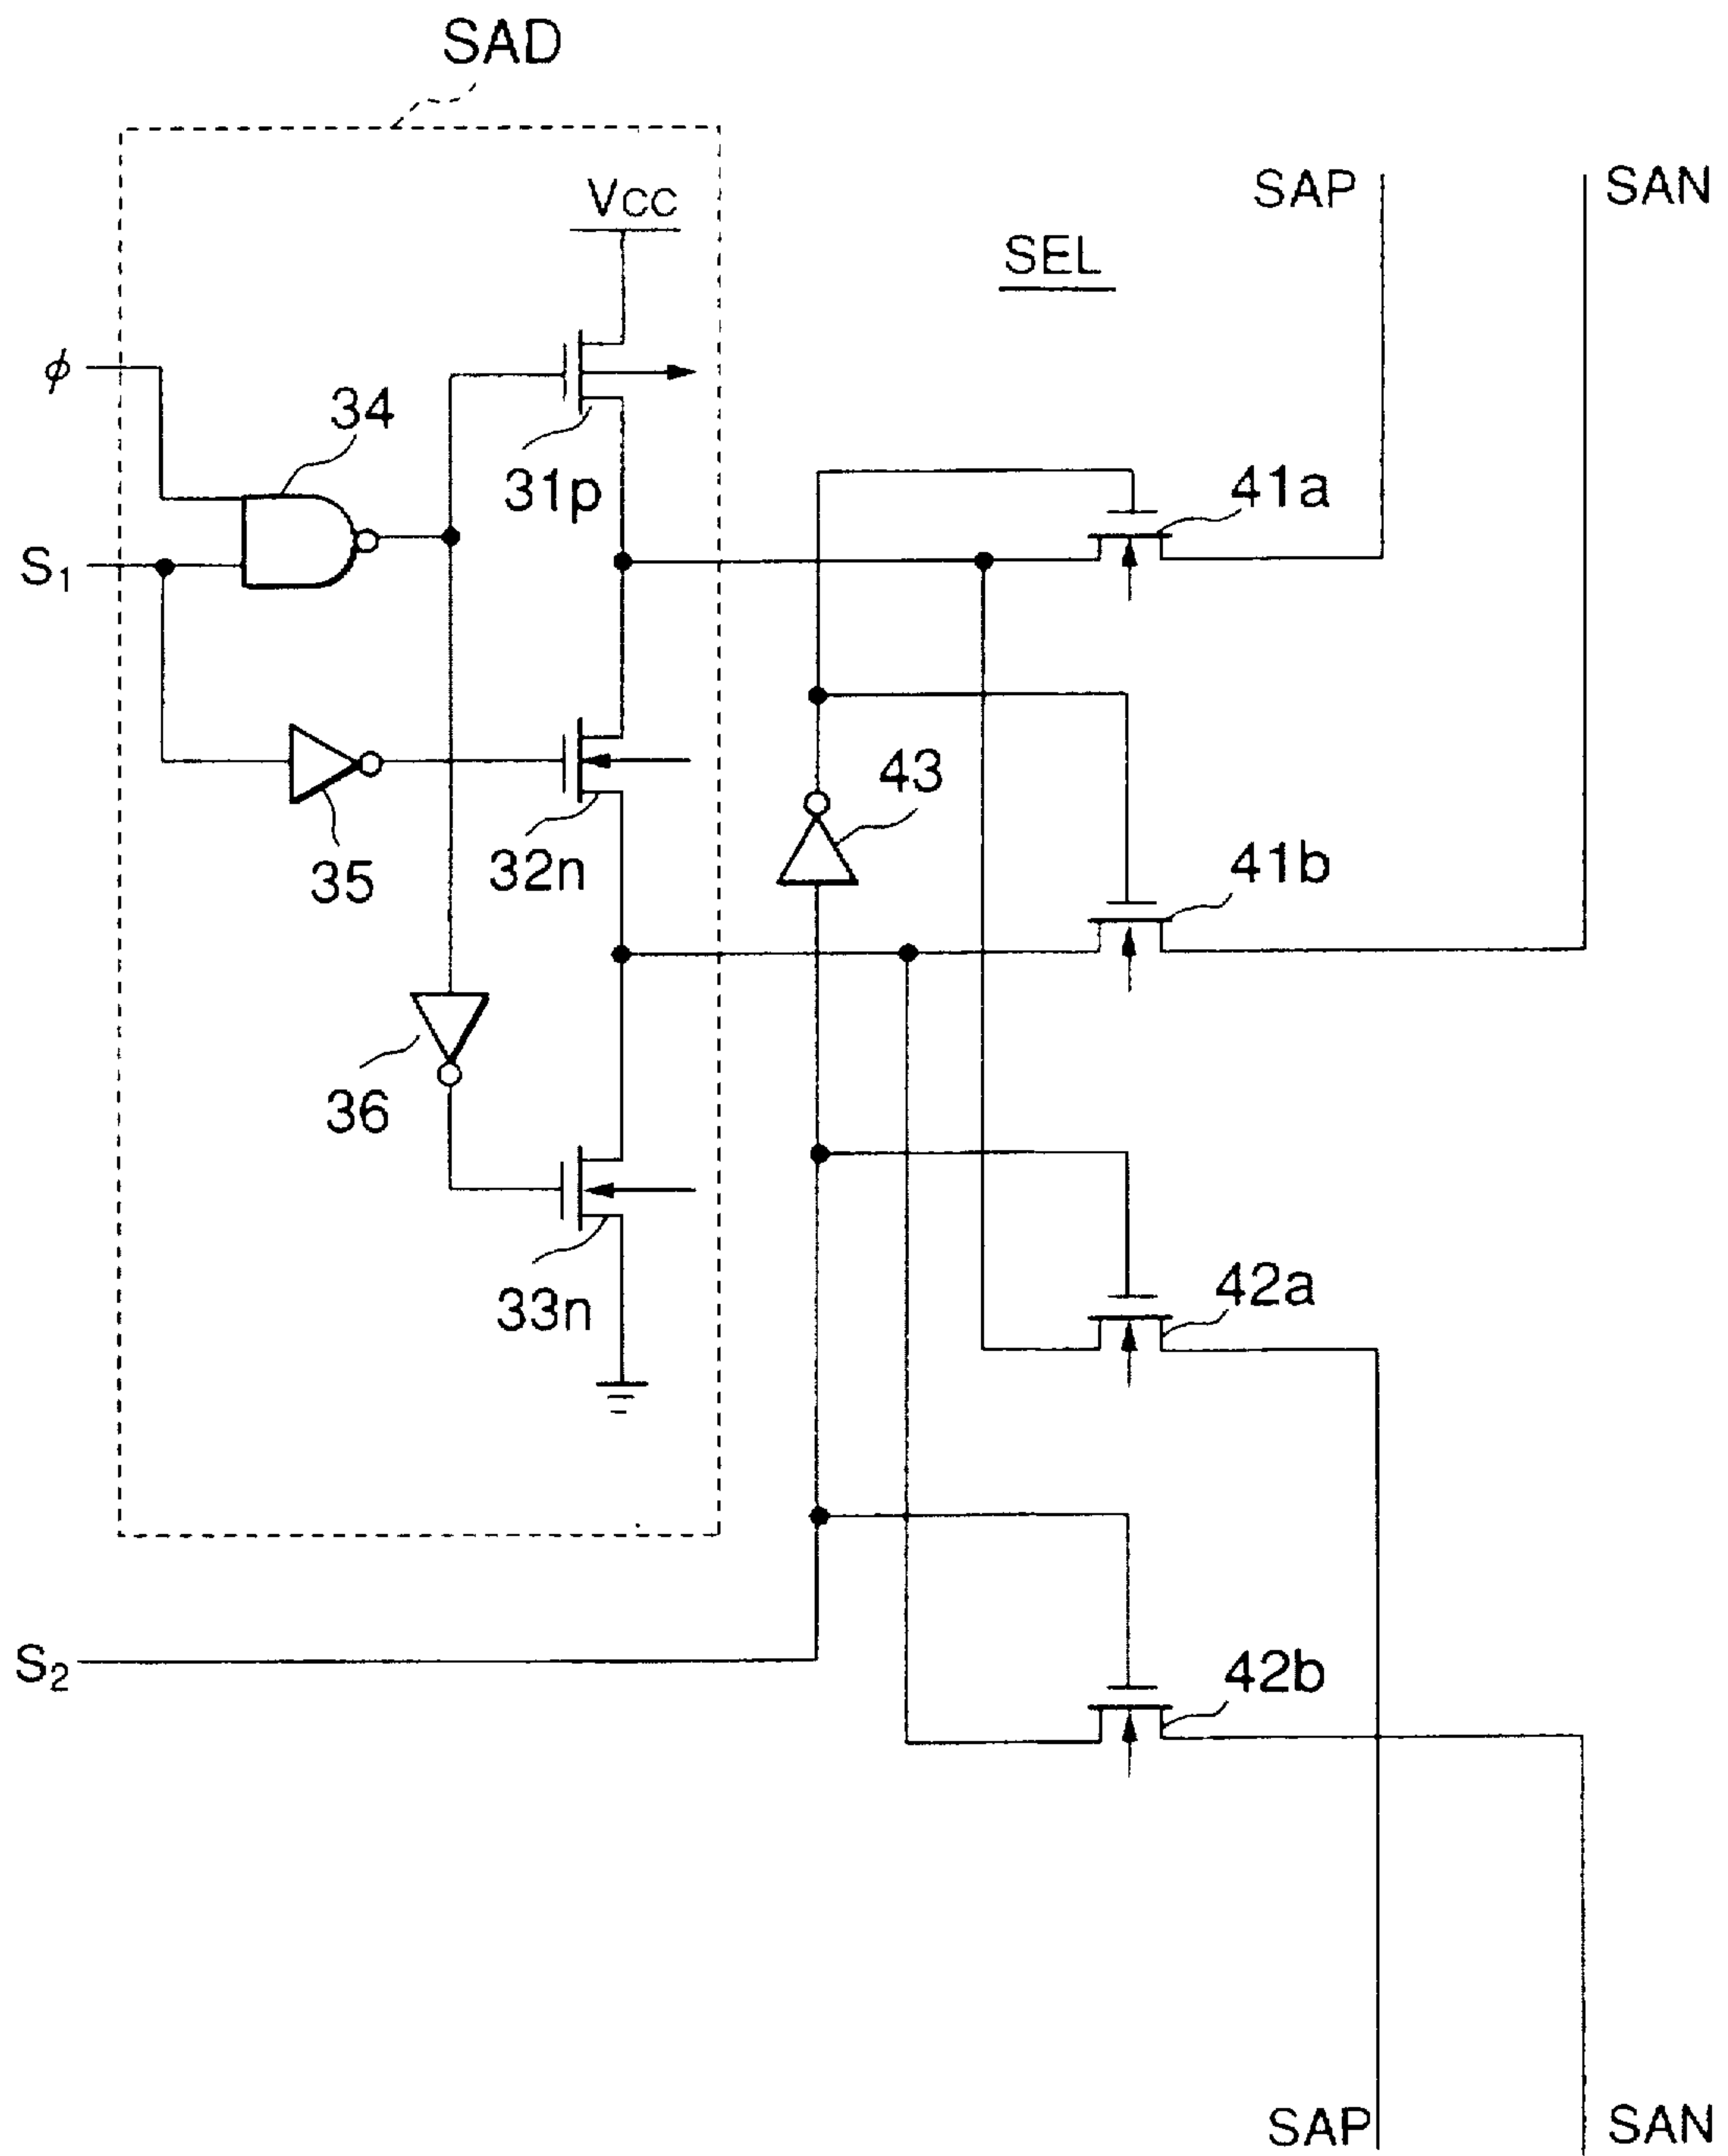 SAD
VCC
SAP
SAN
SEL
ϕ
34
31p
41a
S₁
43
35
32n
41b
36
33n
42a
S₂
42b
SAP
SAN